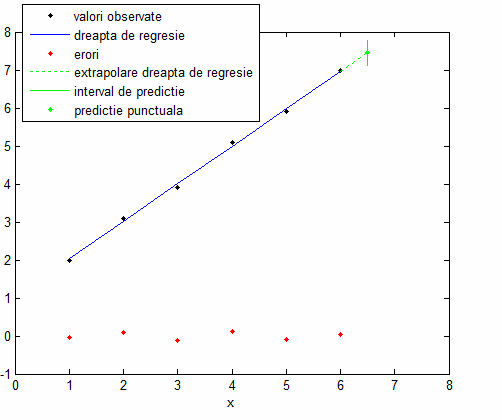 valori observate
dreapta de regresie
erori
extrapolare dreapta de regresie
interval de predictie
predictie punctuala
8
7
6
5
4
3
2
1
0
-1
0 1 2 3 4 5 6 7 8
x